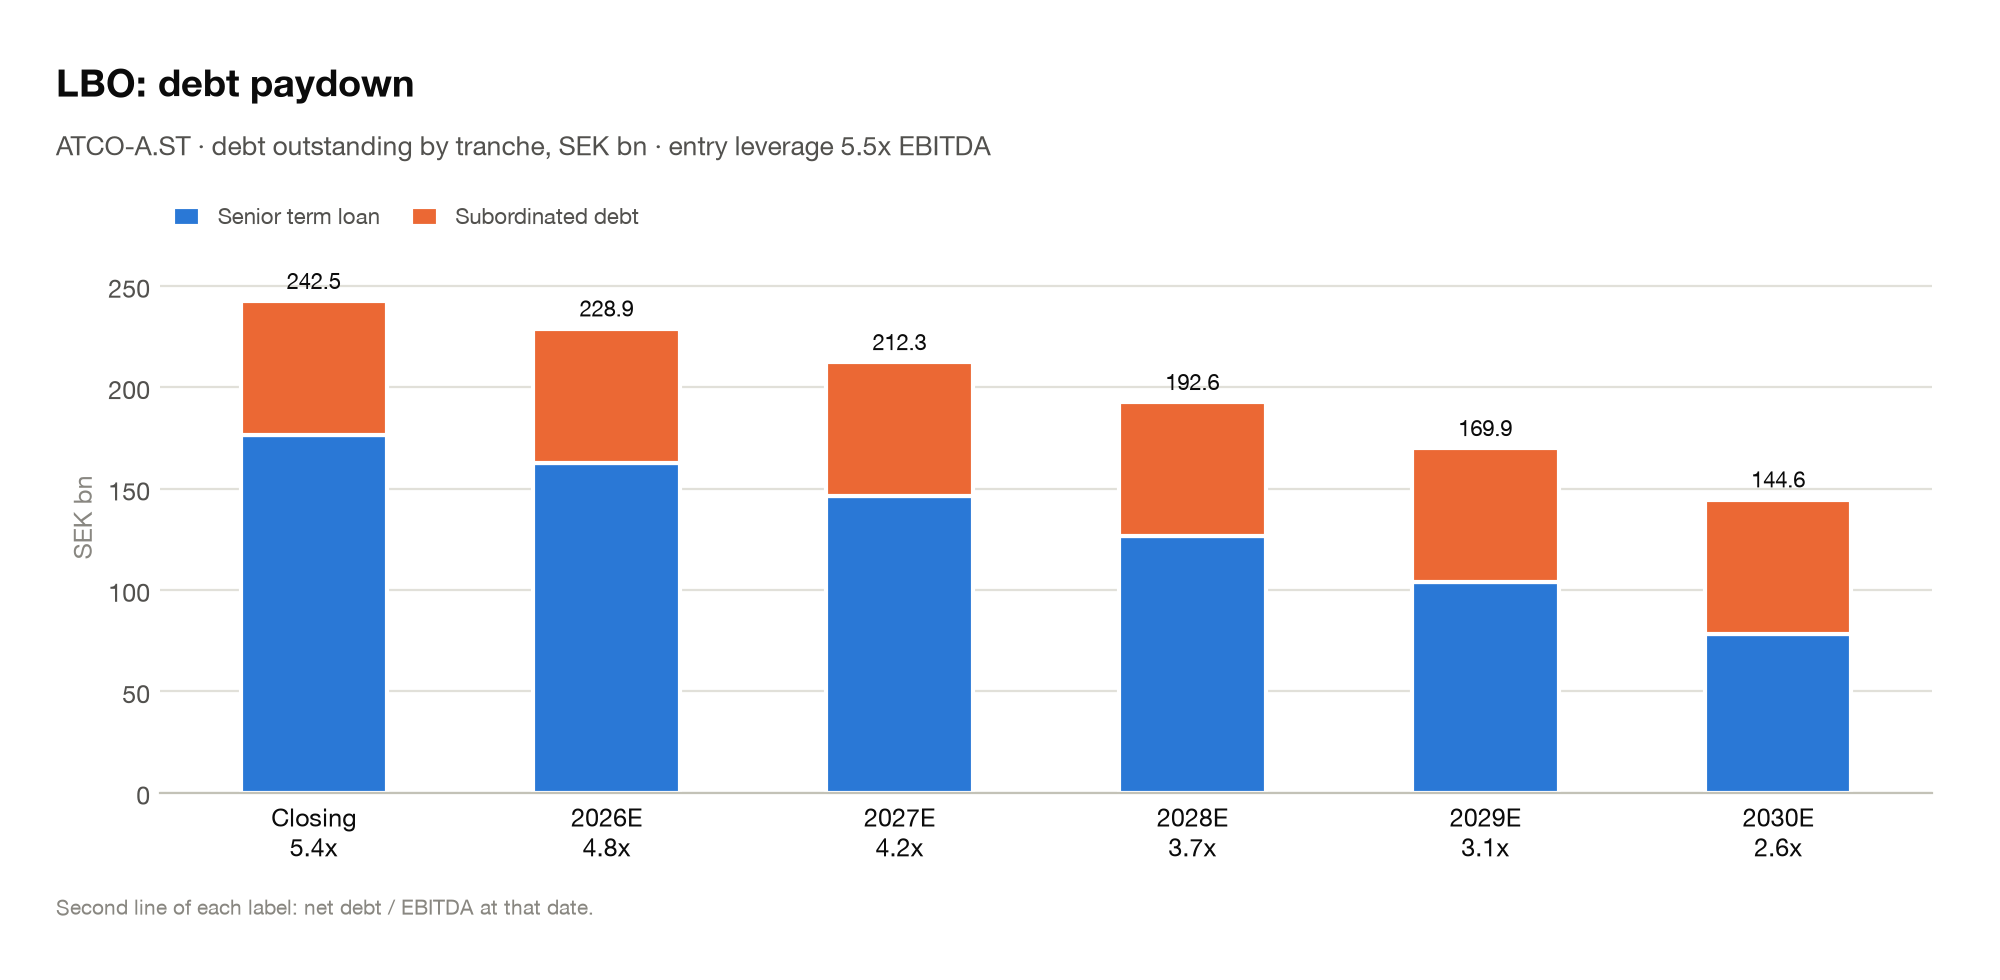 LBO: debt paydown
ATCO-A.ST · debt outstanding by tranche, SEK bn · entry leverage 5.5x EBITDA
Senior term loan
Subordinated debt
SEK bn
250
200
150
100
50
0
242.5
228.9
212.3
192.6
169.9
144.6
Closing
5.4x
2026E
4.8x
2027E
4.2x
2028E
3.7x
2029E
3.1x
2030E
2.6x
Second line of each label: net debt / EBITDA at that date.